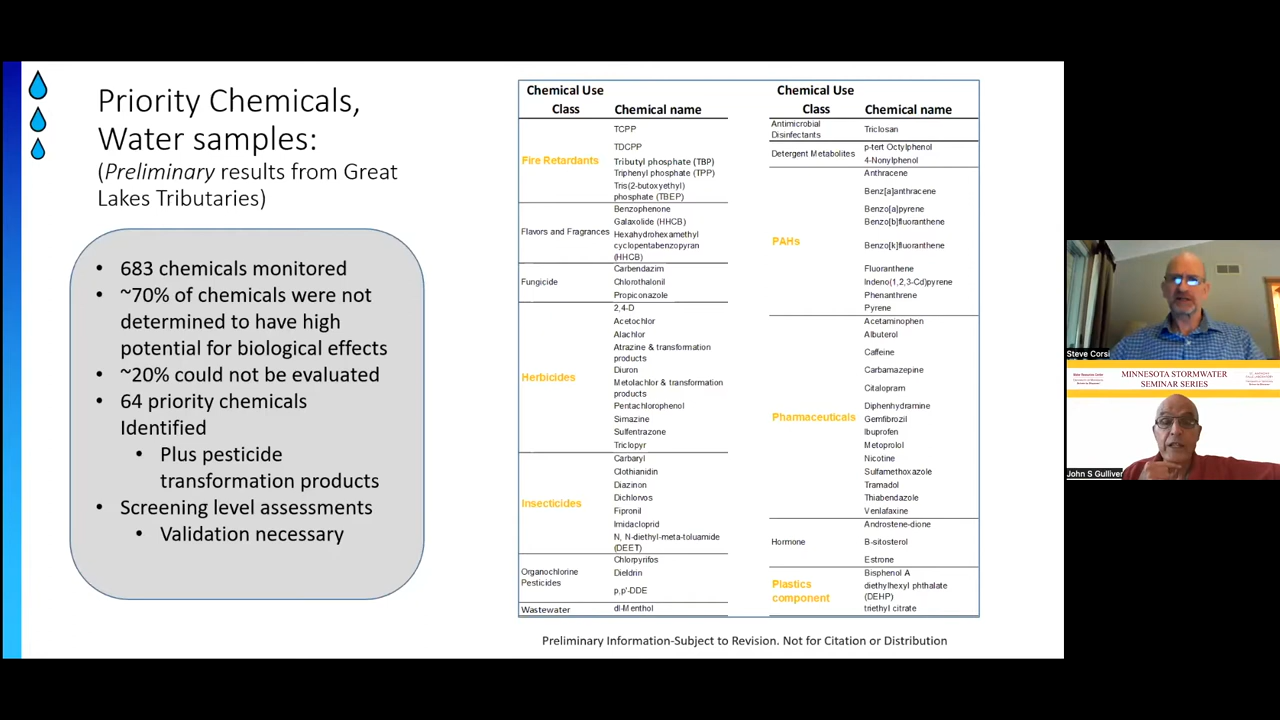 Priority Chemicals,
Water samples:
(Preliminary results from Great
Lakes Tributaries)
• 683 chemicals monitored
• ~70% of chemicals were not
determined to have high
potential for biological effects
• ~20% could not be evaluated
• 64 priority chemicals
Identified
• Plus pesticide
transformation products
• Screening level assessments
• Validation necessary
Chemical Use
Class
Chemical name
Fire Retardants
TCPP
TDCPP
Tributyl phosphate (TBP)
Triphenyl phosphate (TPP)
Tris(2-butoxyethyl)
phosphate (TBEP)
Flavors and Fragrances
Benzophenone
Galaxolide (HHCB)
Hexahydrohexamethyl
cyclopentabenzopyran
(HHCB)
Fungicide
Carbendazim
Chlorothalonil
Propiconazole
Herbicides
2,4-D
Acetochlor
Alachlor
Atrazine & transformation
products
Diuron
Metolachlor & transformation
products
Pentachlorophenol
Simazine
Sulfentrazone
Triclopyr
Insecticides
Carbaryl
Clothianidin
Diazinon
Dichlorvos
Fipronil
Imidacloprid
N, N-diethyl-meta-toluamide
(DEET)
Organochlorine
Pesticides
Chlorpyrifos
Dieldrin
p,p'-DDE
Wastewater
dl-Menthol
Chemical Use
Class
Chemical name
Antimicrobial
Disinfectants
Triclosan
Detergent Metabolites
p-tert Octylphenol
4-Nonylphenol
PAHs
Anthracene
Benz[a]anthracene
Benzo[a]pyrene
Benzo[b]fluoranthene
Benzo[k]fluoranthene
Fluoranthene
Indeno(1,2,3-Cd)pyrene
Phenanthrene
Pyrene
Pharmaceuticals
Acetaminophen
Albuterol
Caffeine
Carbamazepine
Citalopram
Diphenhydramine
Gemfibrozil
Ibuprofen
Metoprolol
Nicotine
Sulfamethoxazole
Tramadol
Thiabendazole
Venlafaxine
Hormone
Androstene-dione
B-sitosterol
Estrone
Plastics
component
Bisphenol A
diethylhexyl phthalate
(DEHP)
triethyl citrate
Preliminary Information-Subject to Revision. Not for Citation or Distribution
Steve Corsi
MINNESOTA STORMWATER
SEMINAR SERIES
John S Gulliver